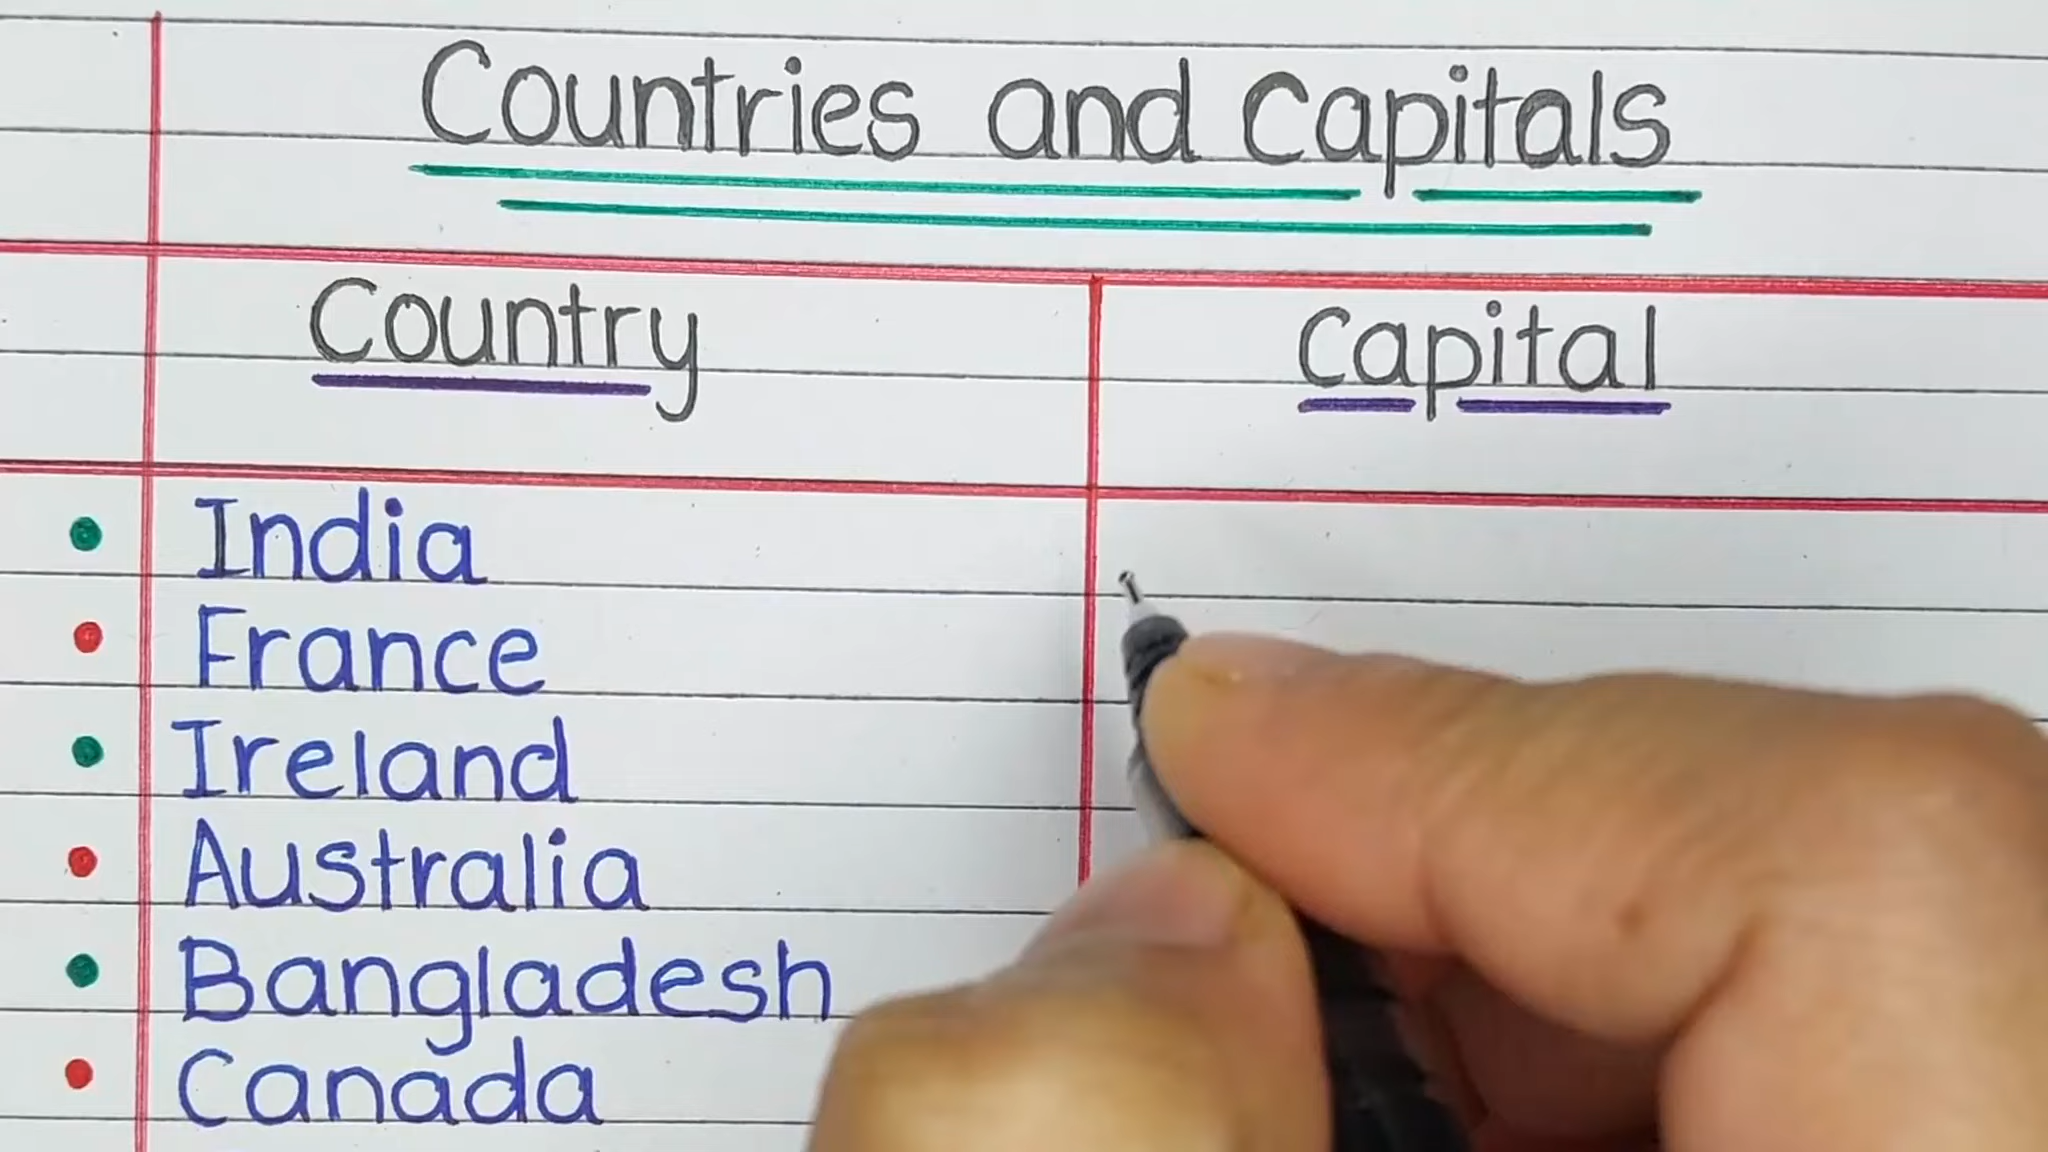 Countries and Capitals
Country Capital
India
France
Ireland
Australia
Bangladesh
Canada